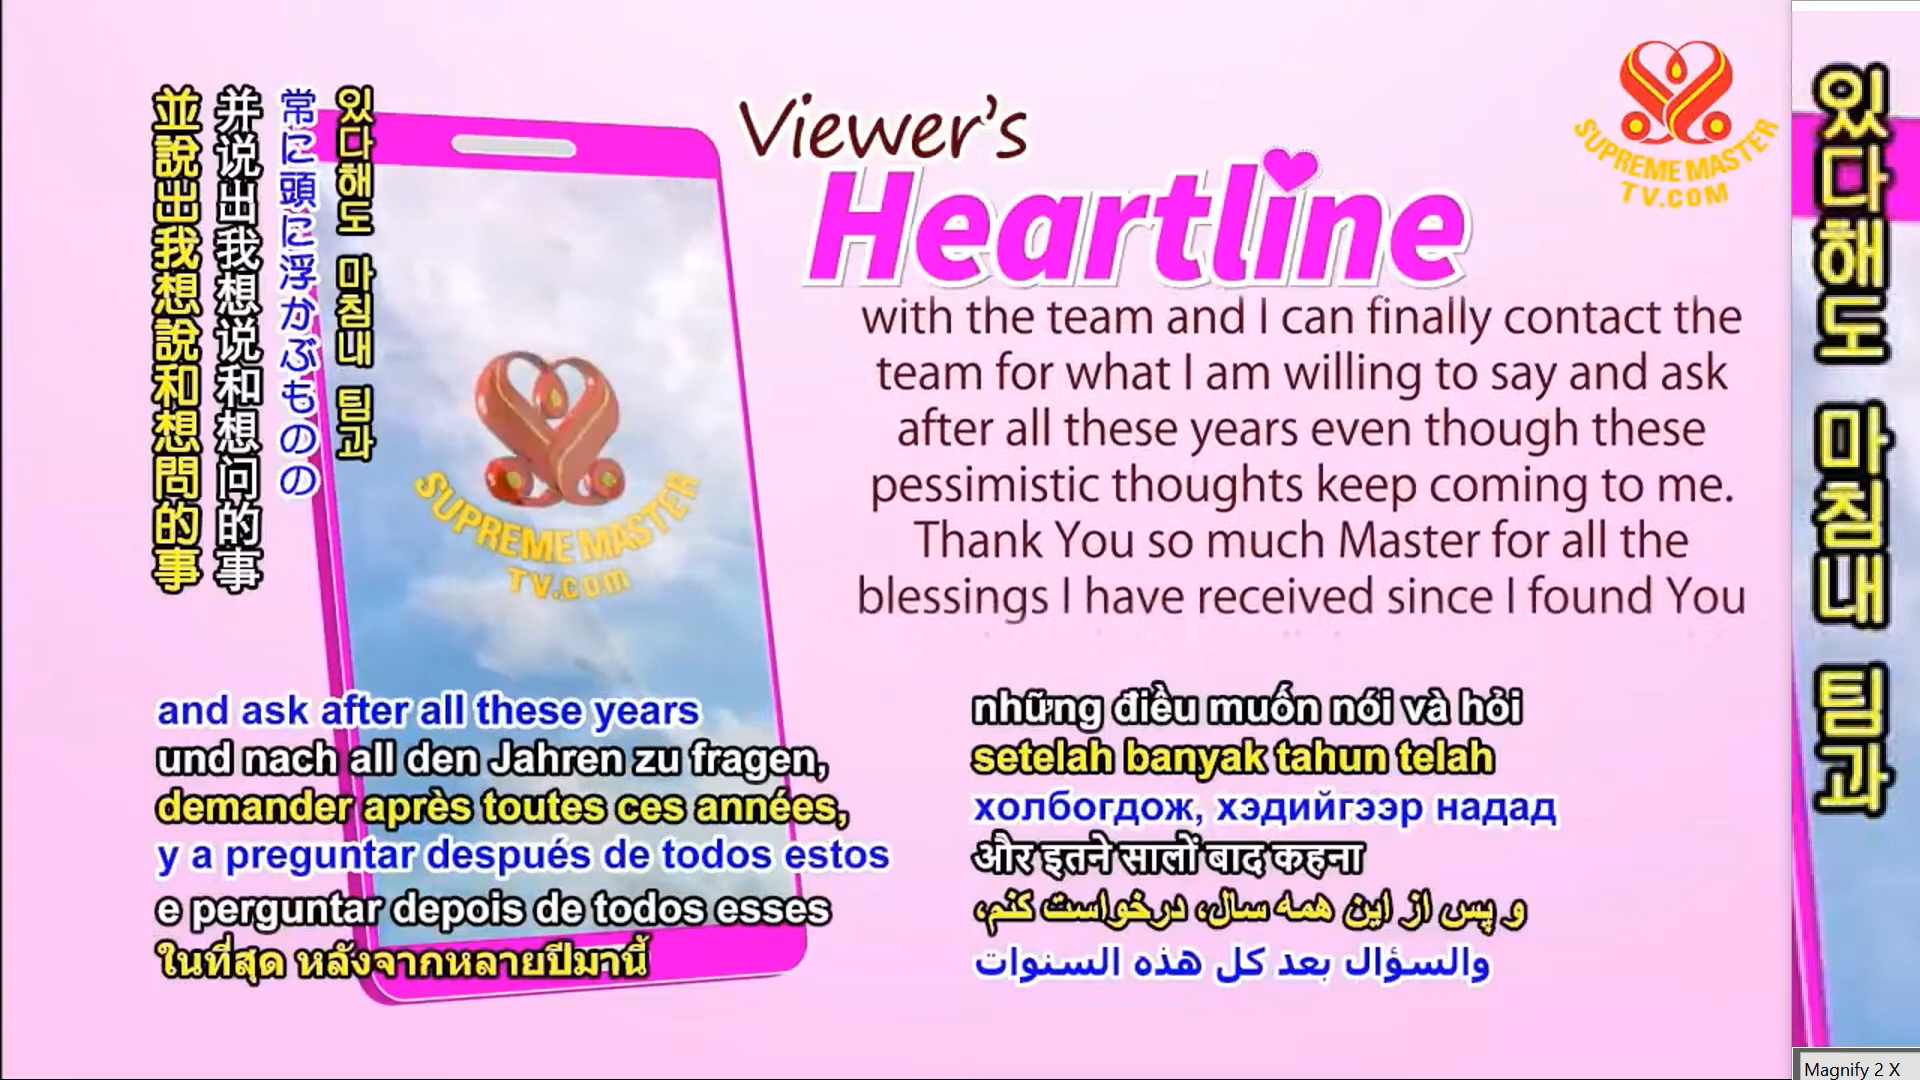 並說出我想說和想問的事
并说出我想说和想问的事
常に頭に浮かぶものの
있다해도 마침내 팀과
Viewer's
Heartline
SUPREME MASTER
TV.COM
with the team and I can finally contact the
team for what I am willing to say and ask
after all these years even though these
pessimistic thoughts keep coming to me.
Thank You so much Master for all the
blessings I have received since I found You
SUPREME MASTER
TV.COM
and ask after all these years
und nach all den Jahren zu fragen,
demander après toutes ces années,
y a preguntar después de todos estos
e perguntar depois de todos esses
ในที่สุด หลังจากหลายปีมานี้
những điều muốn nói và hỏi
setelah banyak tahun telah
холбогдож, хэдийгээр надад
और इतने सालों बाद कहना
و پس از این همه سال، درخواست کنم،
والسؤال بعد كل هذه السنوات
있다해도 마침내 팀과
Magnify 2 X